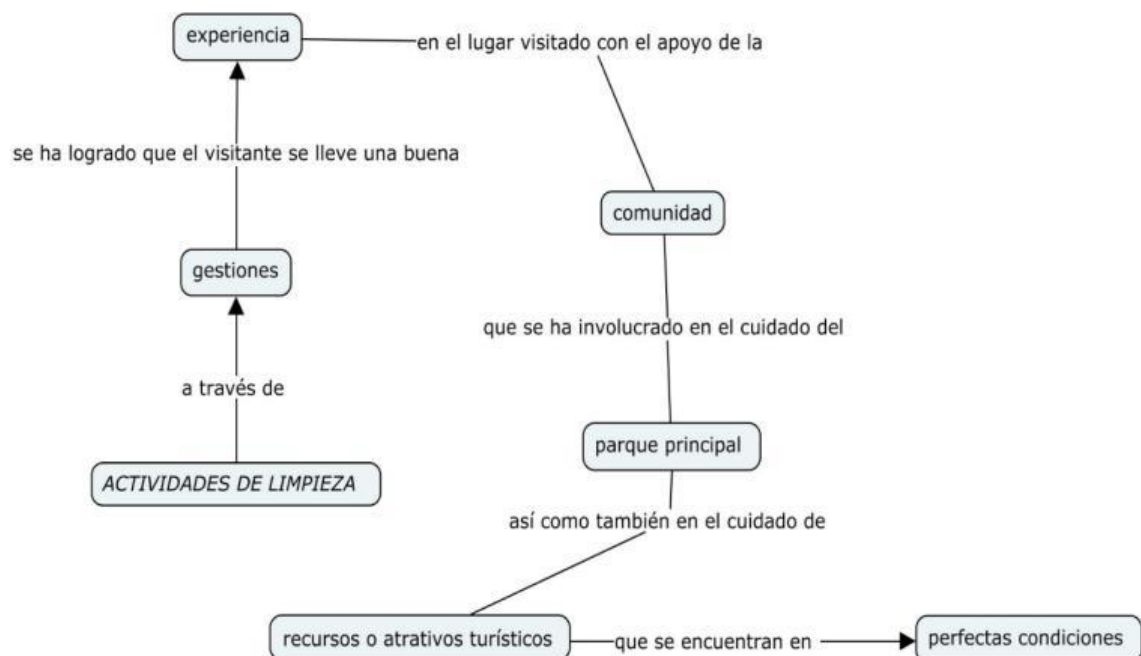 experiencia
en el lugar visitado con el apoyo de la
se ha logrado que el visitante se lleve una buena
comunidad
gestiones
que se ha involucrado en el cuidado del
a través de
parque principal
ACTIVIDADES DE LIMPIEZA
así como también en el cuidado de
recursos o atrativos turísticos
que se encuentran en
perfectas condiciones